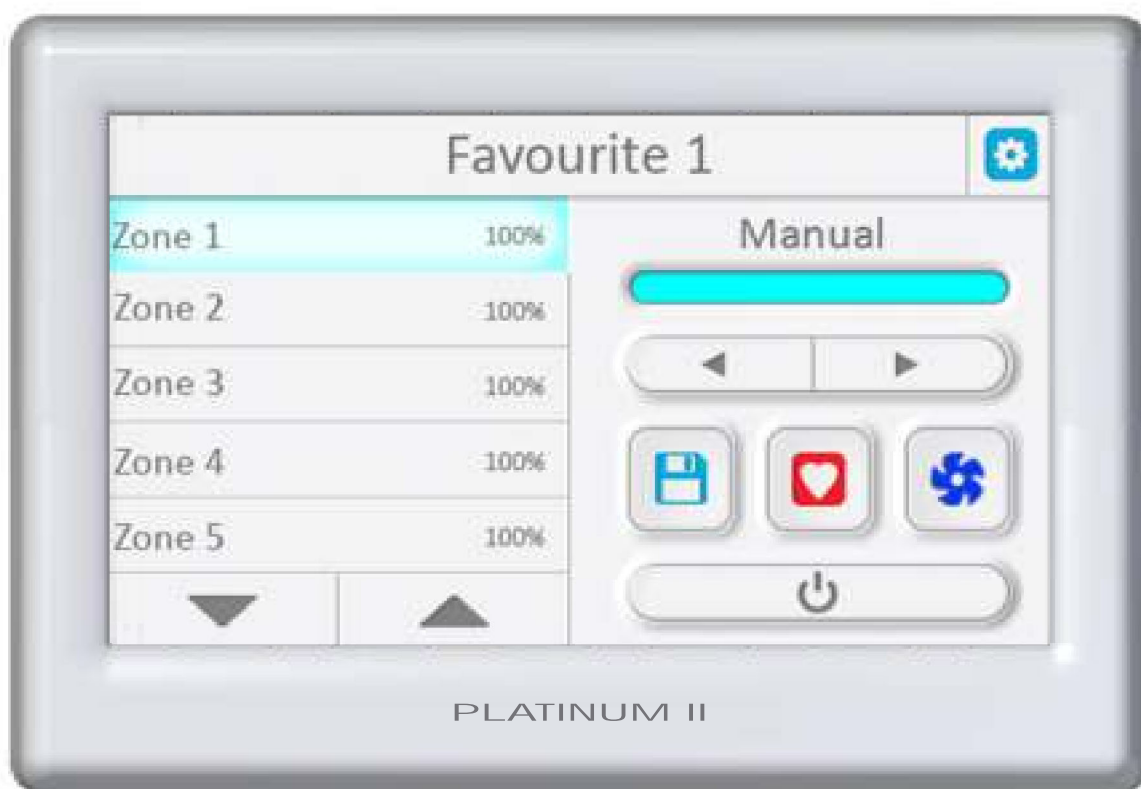 Favourite 1
Zone 1 100%
Manual
Zone 2 100%
Zone 3 100%
Zone 4 100%
Zone 5 100%
PLATINUM II